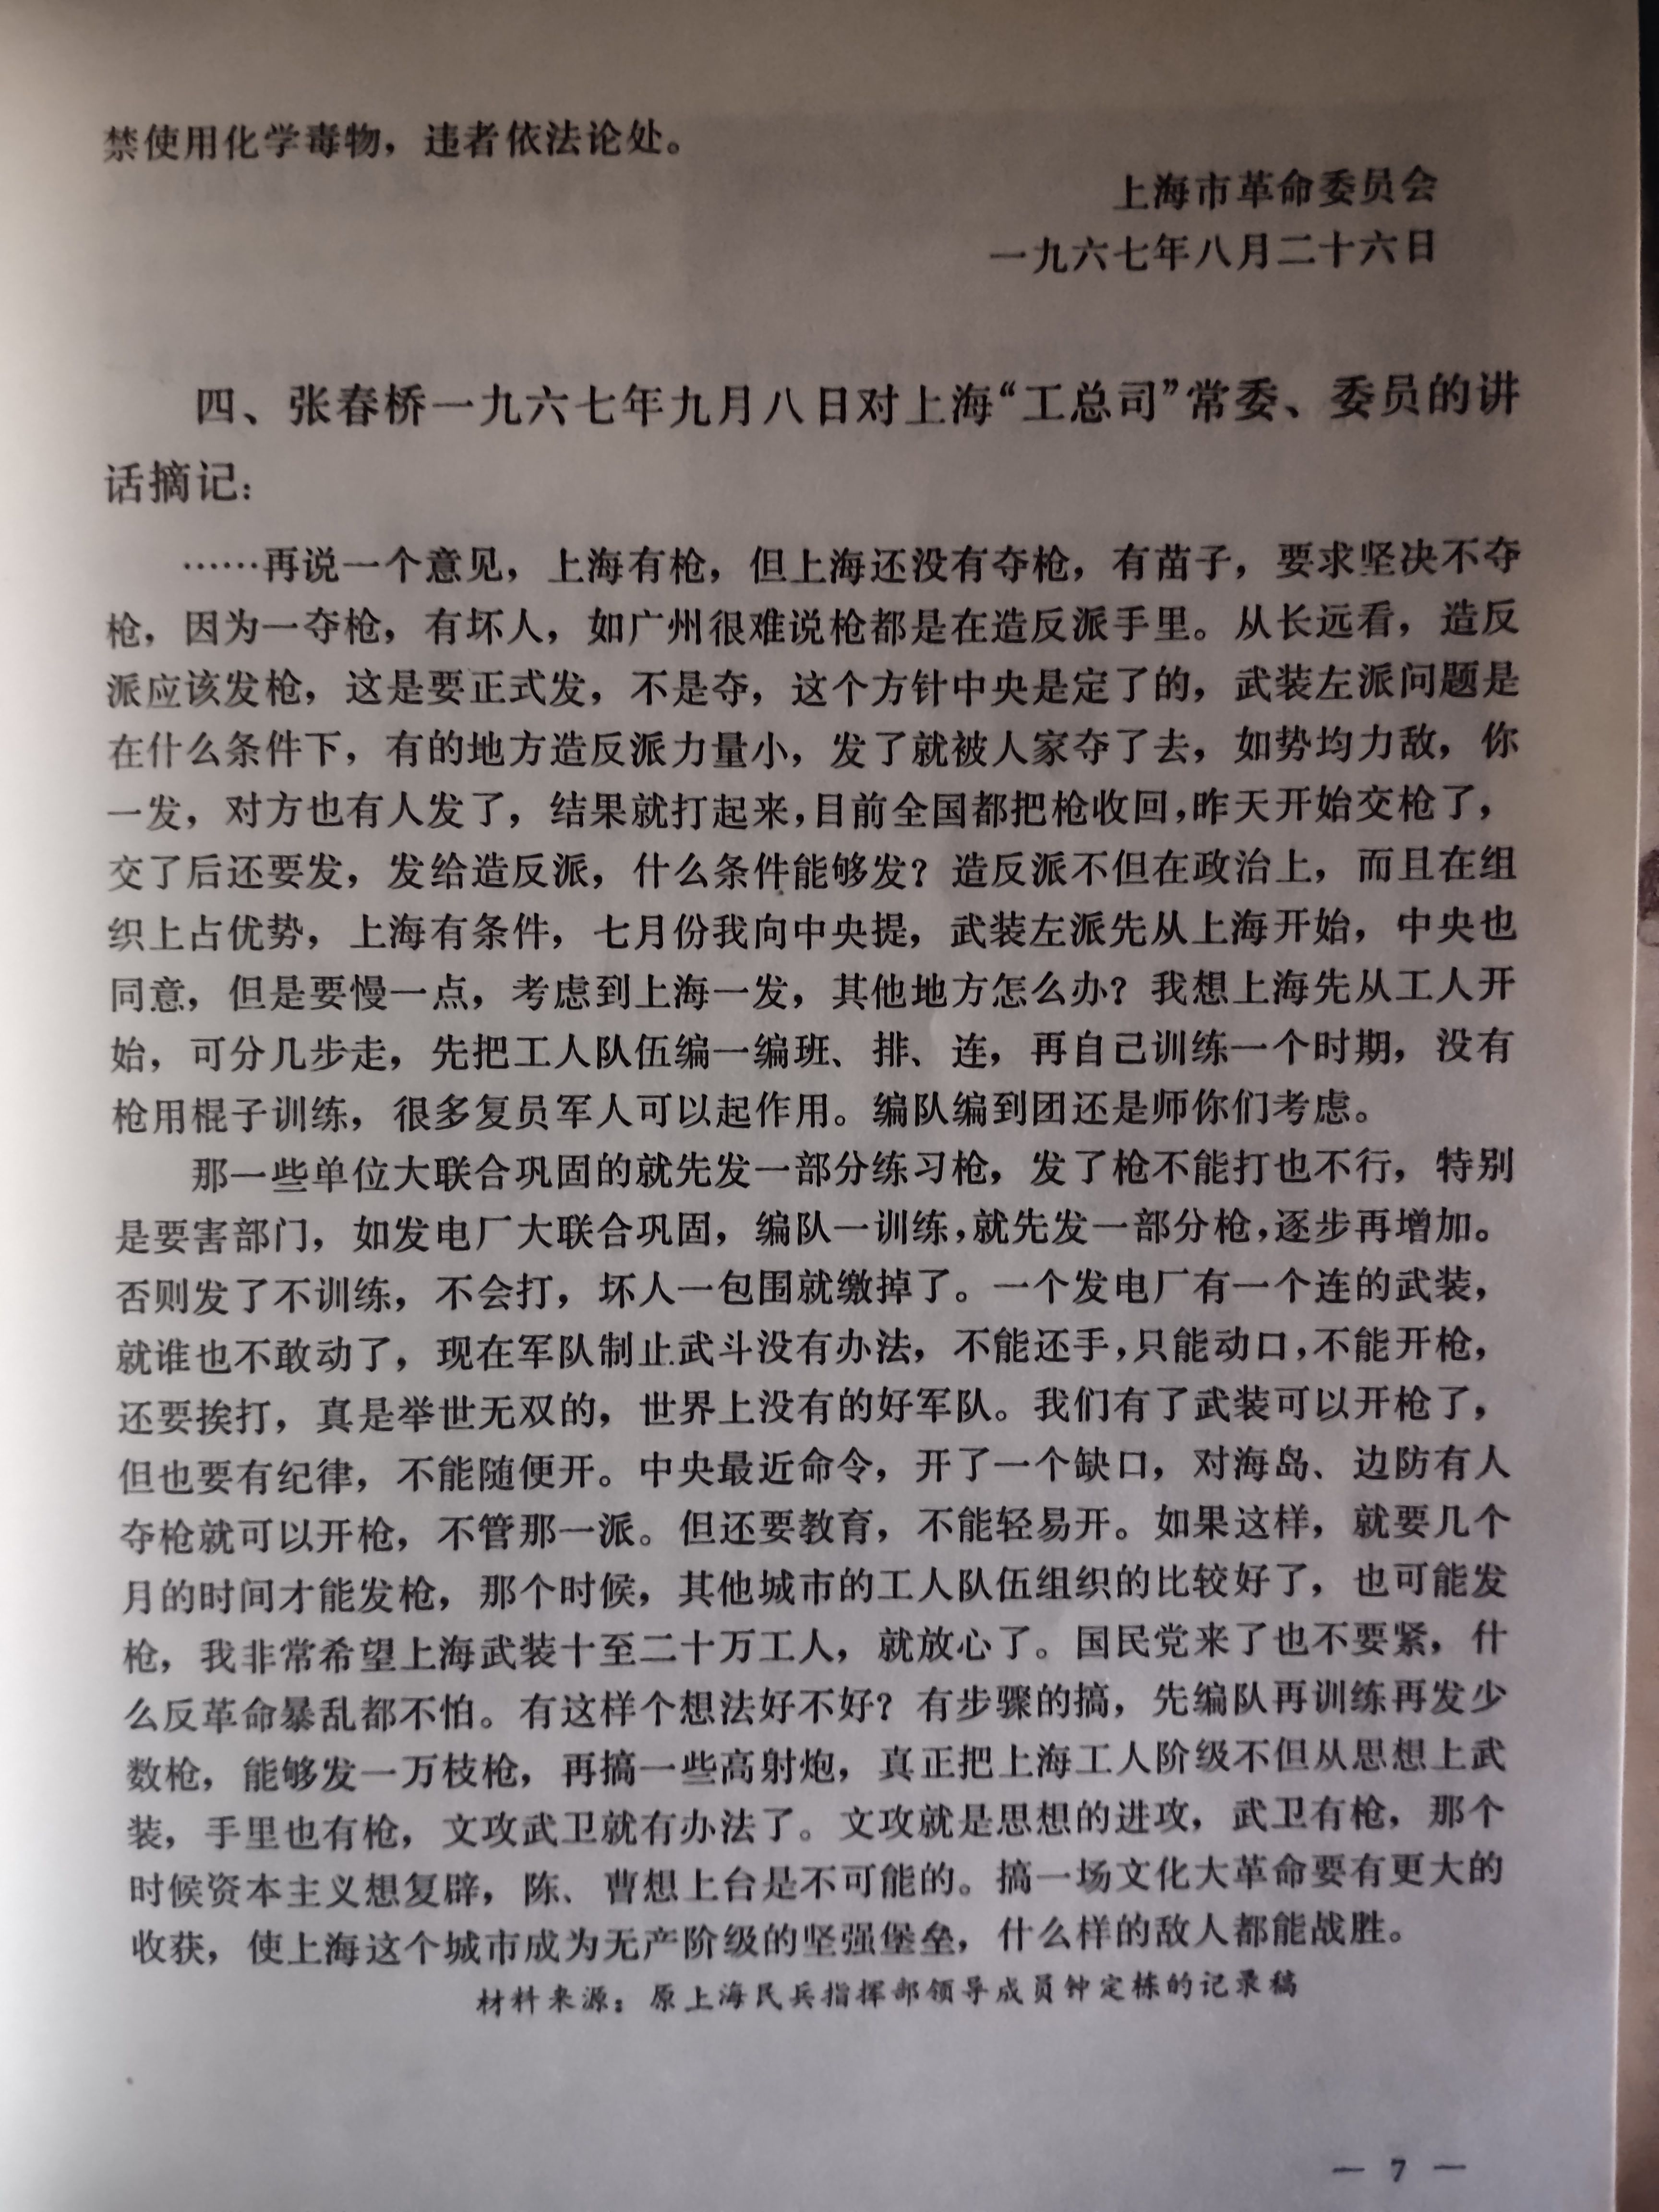 禁使用化学毒物，违者依法论处。
上海市革命委员会
一九六七年八月二十六日
四、张春桥一九六七年九月八日对上海“工总司”常委、委员的讲
话摘记：
……再说一个意见，上海有枪，但上海还没有夺枪，有苗子，要求坚决不夺
枪，因为一夺枪，有坏人，如广州很难说枪都是在造反派手里。从长远看，造反
派应该发枪，这是要正式发，不是夺，这个方针中央是定了的，武装左派问题是
在什么条件下，有的地方造反派力量小，发了就被人家夺了去，如势均力敌，你
一发，对方也有人发了，结果就打起来，目前全国都把枪收回，昨天开始交枪了，
交了后还要发，发给造反派，什么条件能够发？造反派不但在政治上，而且在组
织上占优势，上海有条件，七月份我向中央提，武装左派先从上海开始，中央也
同意，但是要慢一点，考虑到上海一发，其他地方怎么办？我想上海先从工人开
始，可分几步走，先把工人队伍编一编班、排、连，再自己训练一个时期，没有
枪用棍子训练，很多复员军人可以起作用。编队编到团还是师你们考虑。
那一些单位大联合巩固的就先发一部分练习枪，发了枪不能打也不行，特别
是要害部门，如发电厂大联合巩固，编队一训练，就先发一部分枪，逐步再增加。
否则发了不训练，不会打，坏人一包围就缴掉了。一个发电厂有一个连的武装，
就谁也不敢动了，现在军队制止武斗没有办法，不能还手，只能动口，不能开枪，
还要挨打，真是举世无双的，世界上没有的好军队。我们有了武装可以开枪了，
但也要有纪律，不能随便开。中央最近命令，开了一个缺口，对海岛、边防有人
夺枪就可以开枪，不管那一派。但还要教育，不能轻易开。如果这样，就要几个
月的时间才能发枪，那个时候，其他城市的工人队伍组织的比较好了，也可能发
枪，我非常希望上海武装十至二十万工人，就放心了。国民党来了也不要紧，什
么反革命暴乱都不怕。有这样个想法好不好？有步骤的搞，先编队再训练再发少
数枪，能够发一万枝枪，再搞一些高射炮，真正把上海工人阶级不但从思想上武
装，手里也有枪，文攻武卫就有办法了。文攻就是思想的进攻，武卫有枪，那个
时候资本主义想复辟，陈、曹想上台是不可能的。搞一场文化大革命要有更大的
收获，使上海这个城市成为无产阶级的坚强堡垒，什么样的敌人都能战胜。
材料来源：原上海民兵指挥部领导成员钟定栋的记录稿
— 7 —